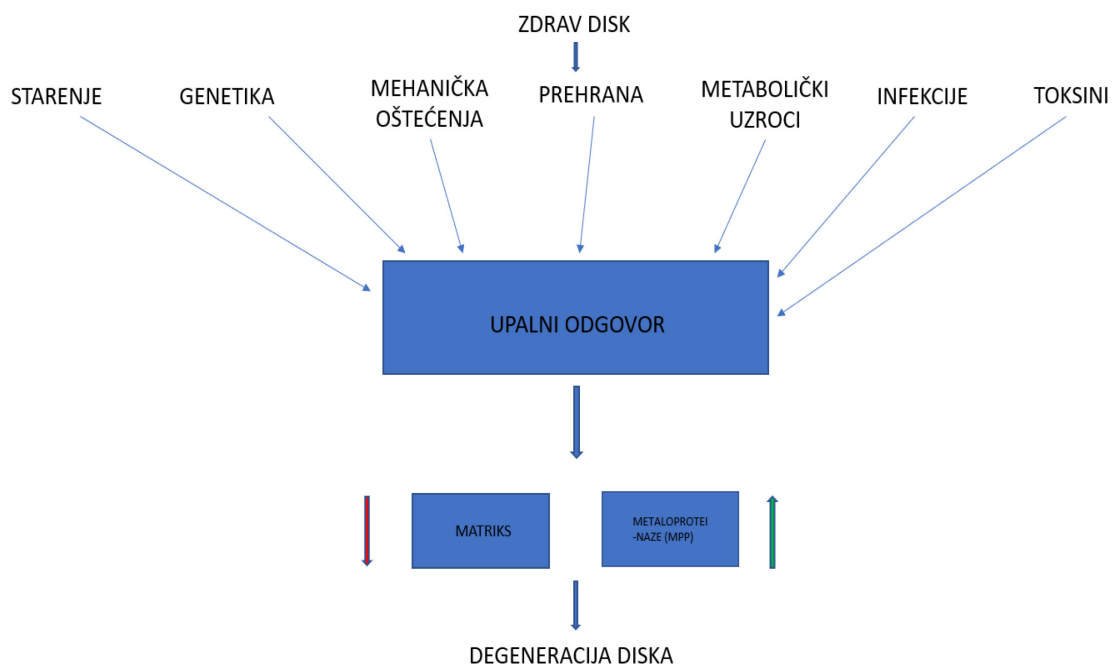 ZDRAV DISK
STARENJE
GENETIKA
MEHANIČKA
OŠTEĆENJA
PREHRANA
METABOLIČKI
UZROCI
INFEKCIJE
TOKSINI
UPALNI ODGOVOR
MATRIKS
METALOPROTEI
-NAZE (MPP)
DEGENERACIJA DISKA